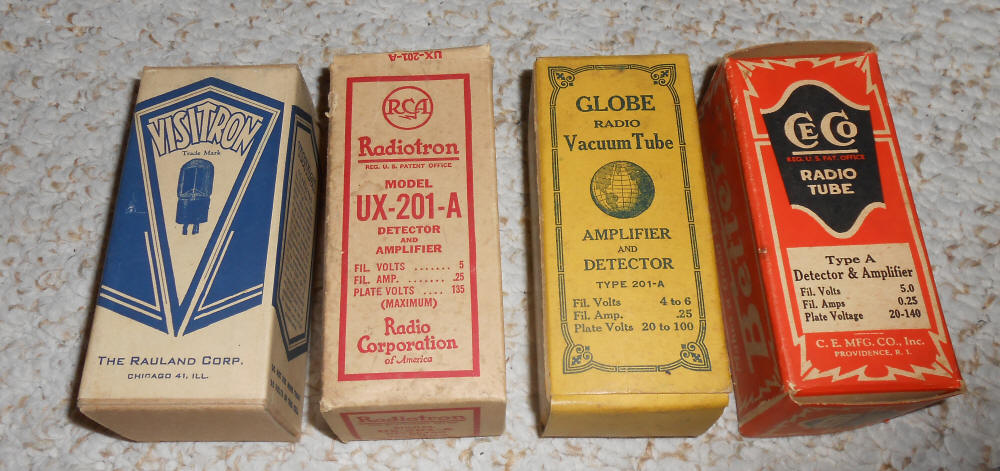 VISITRON
Trade Mark
THE RAULAND CORP.
CHICAGO 41, ILL.
UX-201-A
RCA
Radiotron
REG. U. S. PATENT OFFICE
MODEL
UX-201-A
DETECTOR
AND
AMPLIFIER
FIL. VOLTS ....... 5
FIL. AMP. ....... .25
PLATE VOLTS .... 135
(MAXIMUM)
Radio
Corporation
of America
Radiotron
GLOBE
RADIO
Vacuum Tube
AMPLIFIER
AND
DETECTOR
TYPE 201-A
Fil. Volts 4 to 6
Fil. Amp. .25
Plate Volts 20 to 100
CECO
REG. U. S. PAT. OFFICE
RADIO
TUBE
Type A
Detector & Amplifier
Fil. Volts 5.0
Fil. Amps 0.25
Plate Voltage 20-140
C. E. MFG. CO., Inc.
PROVIDENCE, R. I.